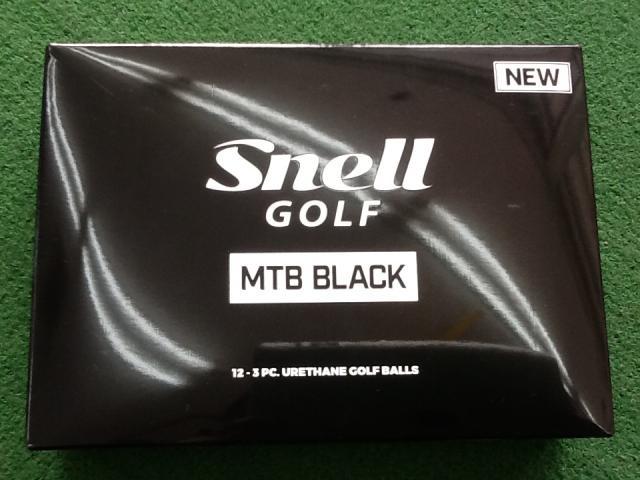 NEW
Snell
GOLF
MTB BLACK
12 - 3 PC. URETHANE GOLF BALLS